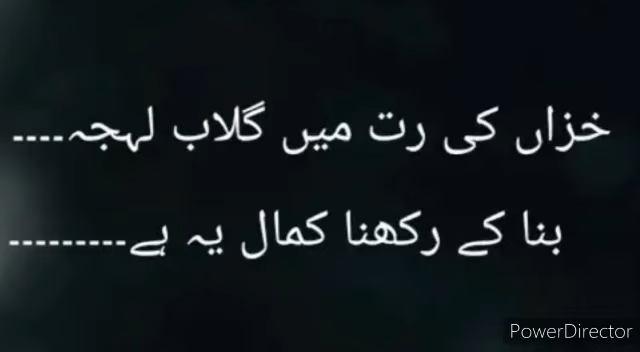 خزاں کی رت میں گلاب لہجہ....
بنا کے رکھنا کمال یہ ہے.........
PowerDirector